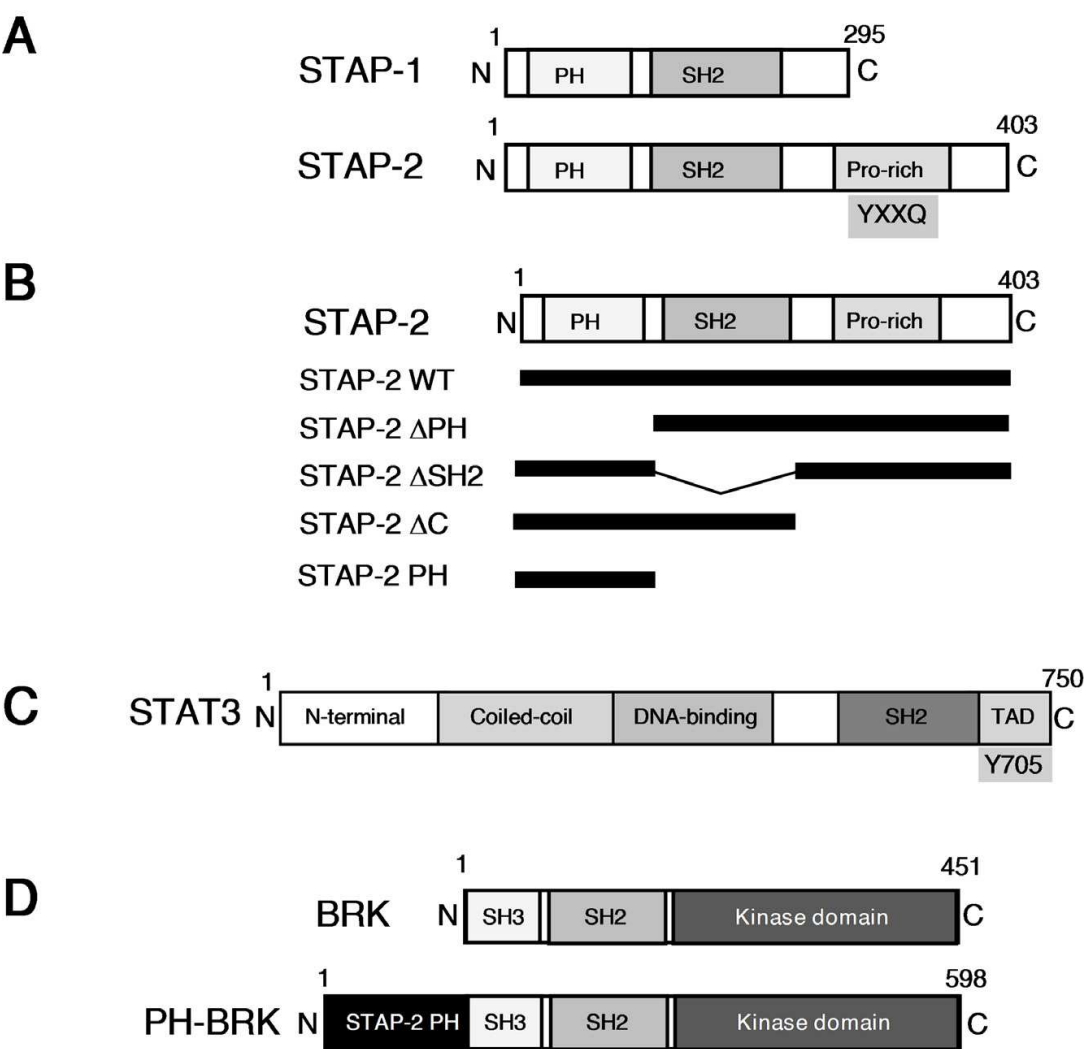 A
1 295
STAP-1 N PH SH2 C
1 403
STAP-2 N PH SH2 Pro-rich C
YXXQ
B
1 403
STAP-2 N PH SH2 Pro-rich C
STAP-2 WT
STAP-2 ΔPH
STAP-2 ΔSH2
STAP-2 ΔC
STAP-2 PH
C
1 750
STAT3 N N-terminal Coiled-coil DNA-binding SH2 TAD C
Y705
D
1 451
BRK N SH3 SH2 Kinase domain C
1 598
PH-BRK N STAP-2 PH SH3 SH2 Kinase domain C